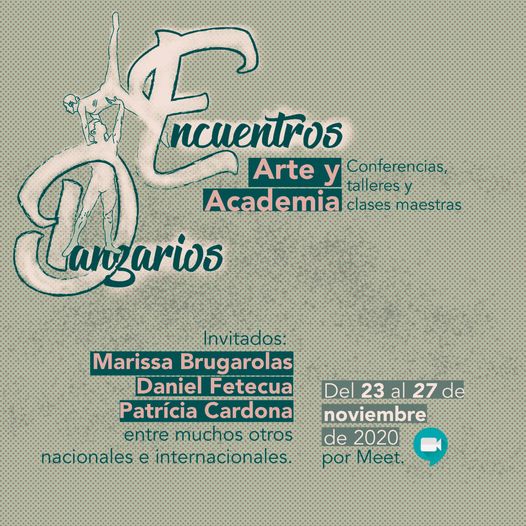 Encuentros
Arte y
Academia
Conferencias,
talleres y
clases maestras
Danzarios
Invitados:
Marissa Brugarolas
Daniel Fetecua
Patrícia Cardona
entre muchos otros
nacionales e internacionales.
Del 23 al 27 de
noviembre
de 2020
por Meet.